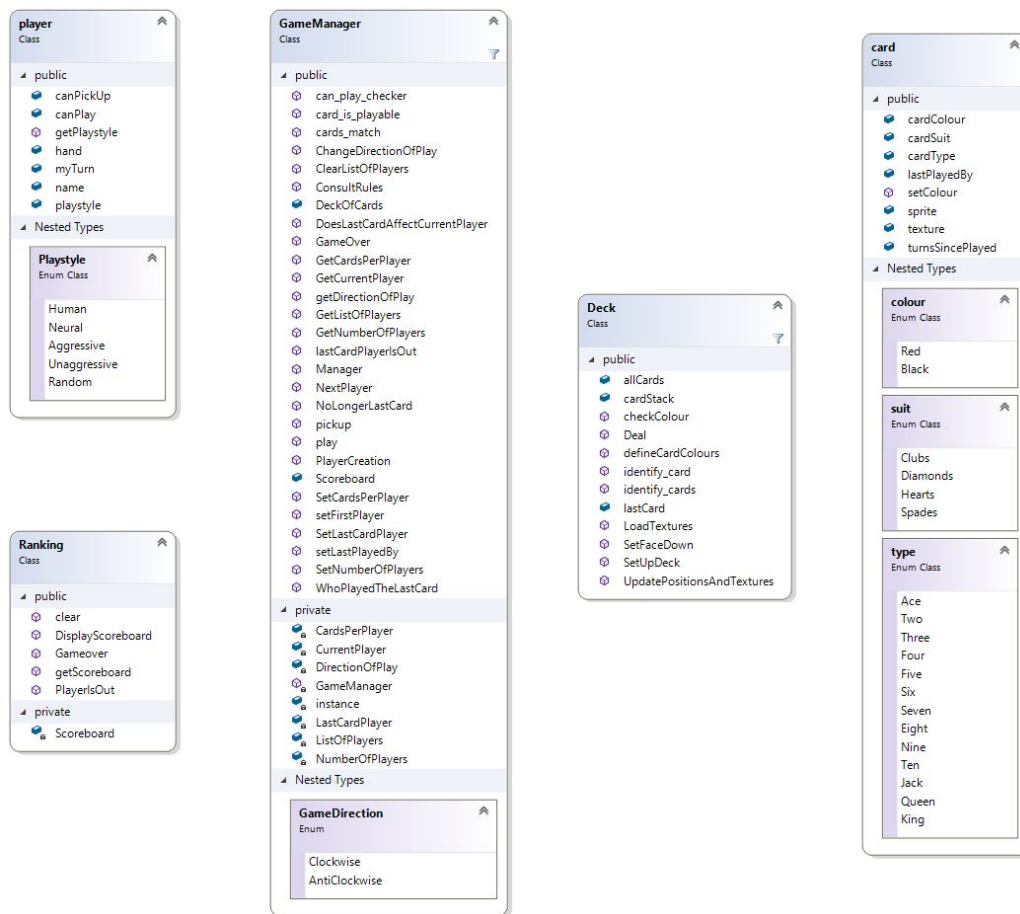 player
Class
public
canPickUp
canPlay
getPlaystyle
hand
myTurn
name
playstyle
Nested Types
Playstyle
Enum Class
Human
Neural
Aggressive
Unaggressive
Random
Ranking
Class
public
clear
DisplayScoreboard
Gameover
getScoreboard
PlayerIsOut
private
Scoreboard
GameManager
Class
public
can_play_checker
card_is_playable
cards_match
ChangeDirectionOfPlay
ClearListOfPlayers
ConsultRules
DeckOfCards
DoesLastCardAffectCurrentPlayer
GameOver
GetCardsPerPlayer
GetCurrentPlayer
getDirectionOfPlay
GetListOfPlayers
GetNumberOfPlayers
lastCardPlayerIsOut
Manager
NextPlayer
NoLongerLastCard
pickup
play
PlayerCreation
Scoreboard
SetCardsPerPlayer
setFirstPlayer
SetLastCardPlayer
setLastPlayedBy
SetNumberOfPlayers
WhoPlayedTheLastCard
private
CardsPerPlayer
CurrentPlayer
DirectionOfPlay
GameManager
instance
LastCardPlayer
ListOfPlayers
NumberOfPlayers
Nested Types
GameDirection
Enum
Clockwise
AntiClockwise
Deck
Class
public
allCards
cardStack
checkColour
Deal
defineCardColours
identify_card
identify_cards
lastCard
LoadTextures
SetFaceDown
SetUpDeck
UpdatePositionsAndTextures
card
Class
public
cardColour
cardSuit
cardType
lastPlayedBy
setColour
sprite
texture
turnsSincePlayed
Nested Types
colour
Enum Class
Red
Black
suit
Enum Class
Clubs
Diamonds
Hearts
Spades
type
Enum Class
Ace
Two
Three
Four
Five
Six
Seven
Eight
Nine
Ten
Jack
Queen
King